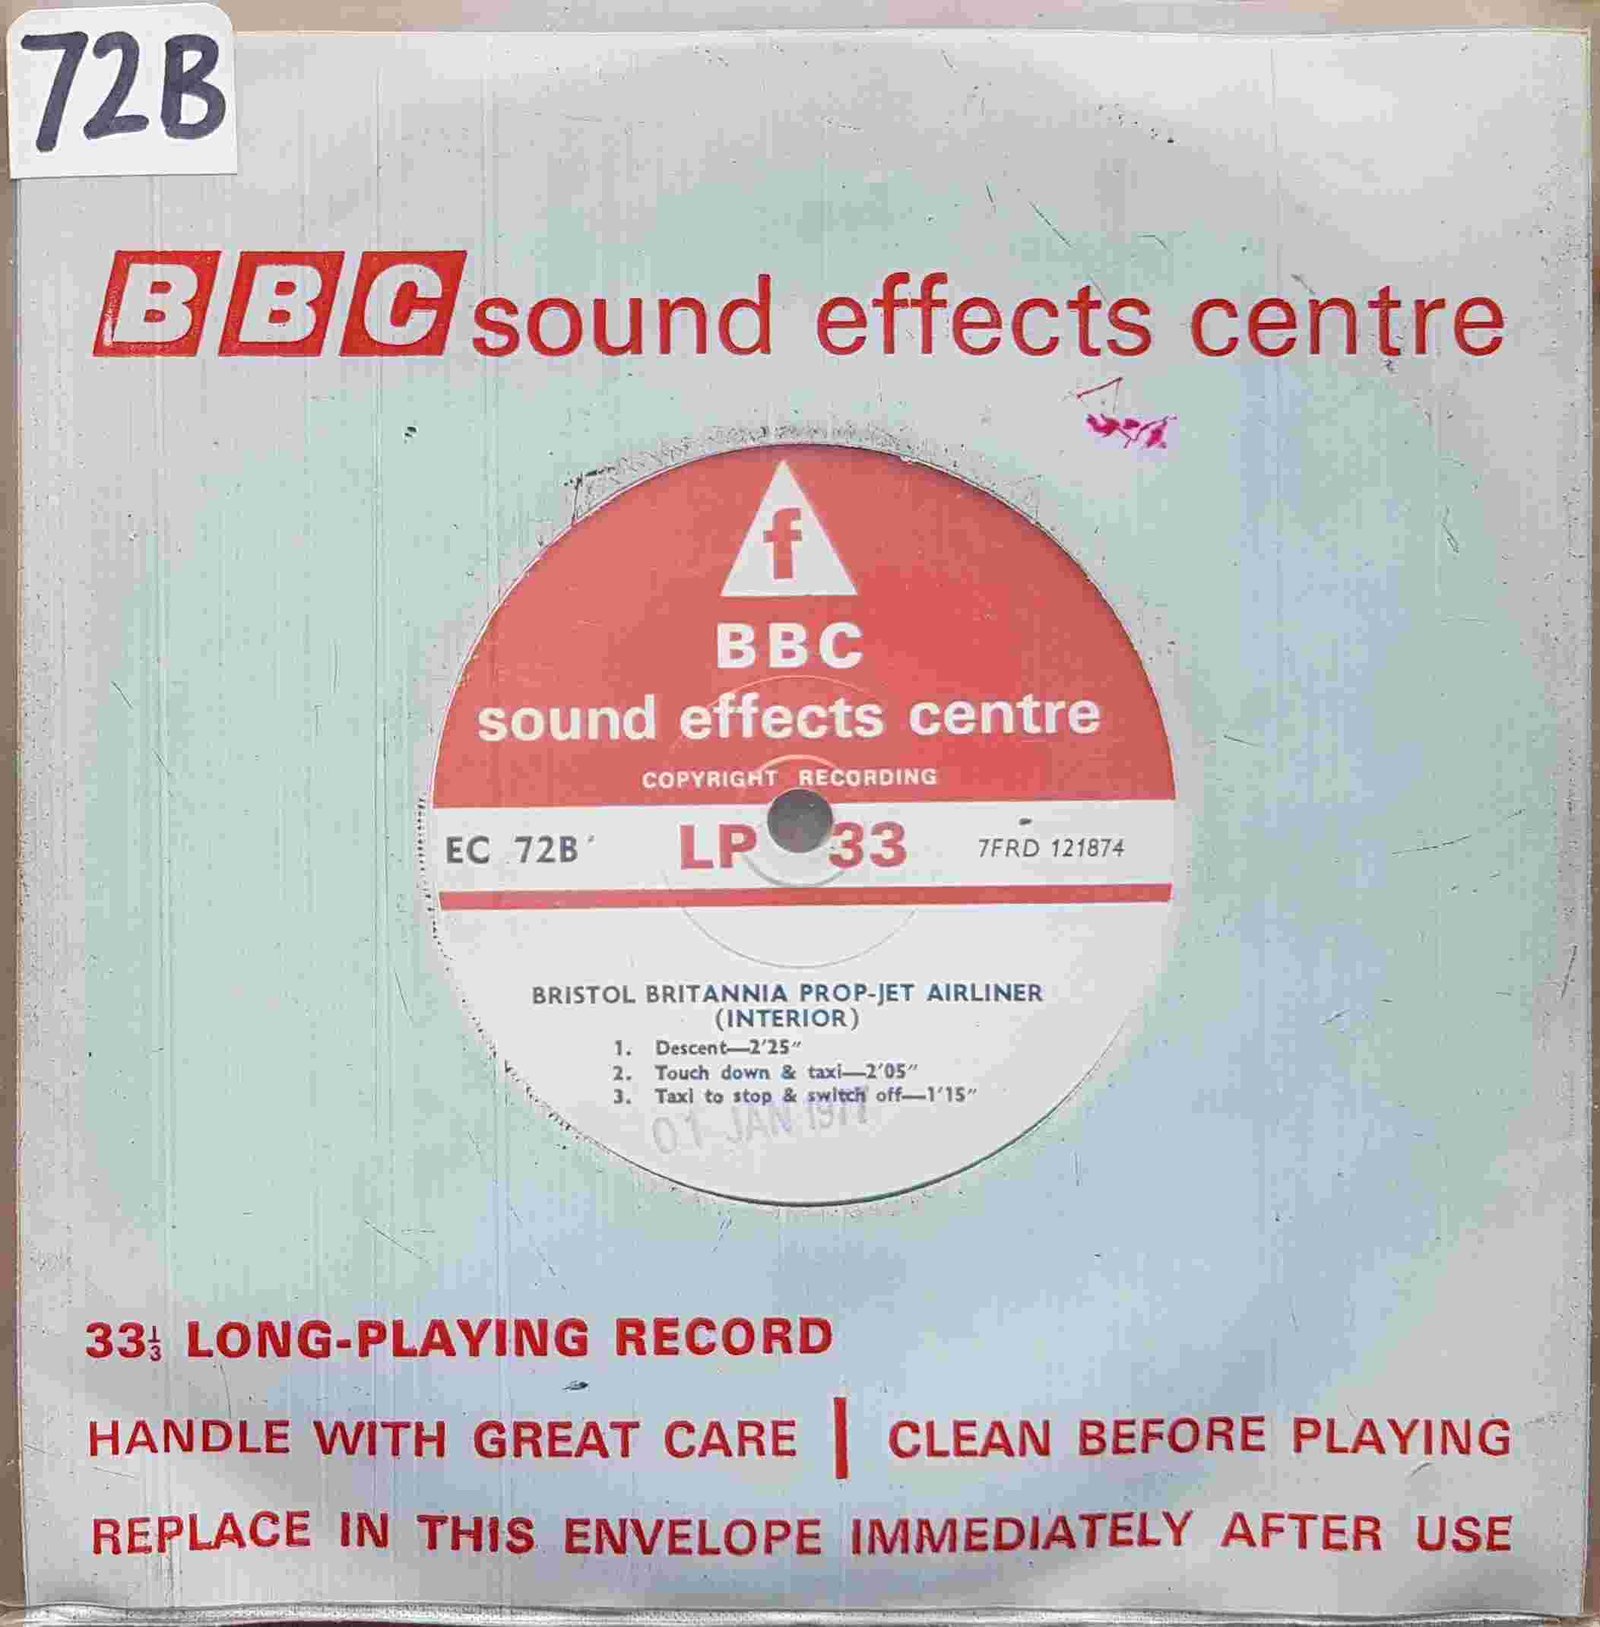 72B
BBC sound effects centre
f
BBC
sound effects centre
COPYRIGHT RECORDING
EC 72B LP 33 7FRD 121874
BRISTOL BRITANNIA PROP-JET AIRLINER
(INTERIOR)
1. Descent—2'25"
2. Touch down & taxi—2'05"
3. Taxi to stop & switch off—1'15"
01 JAN 1971
33⅓ LONG-PLAYING RECORD
HANDLE WITH GREAT CARE | CLEAN BEFORE PLAYING
REPLACE IN THIS ENVELOPE IMMEDIATELY AFTER USE